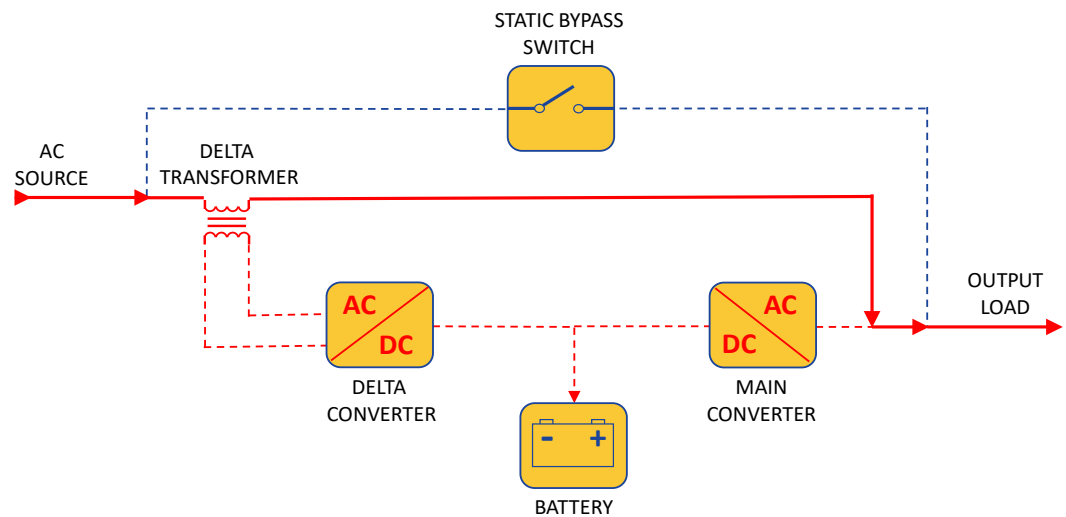 STATIC BYPASS
SWITCH
AC
SOURCE
DELTA
TRANSFORMER
OUTPUT
LOAD
AC
DC
AC
DC
DELTA
CONVERTER
MAIN
CONVERTER
- +
BATTERY